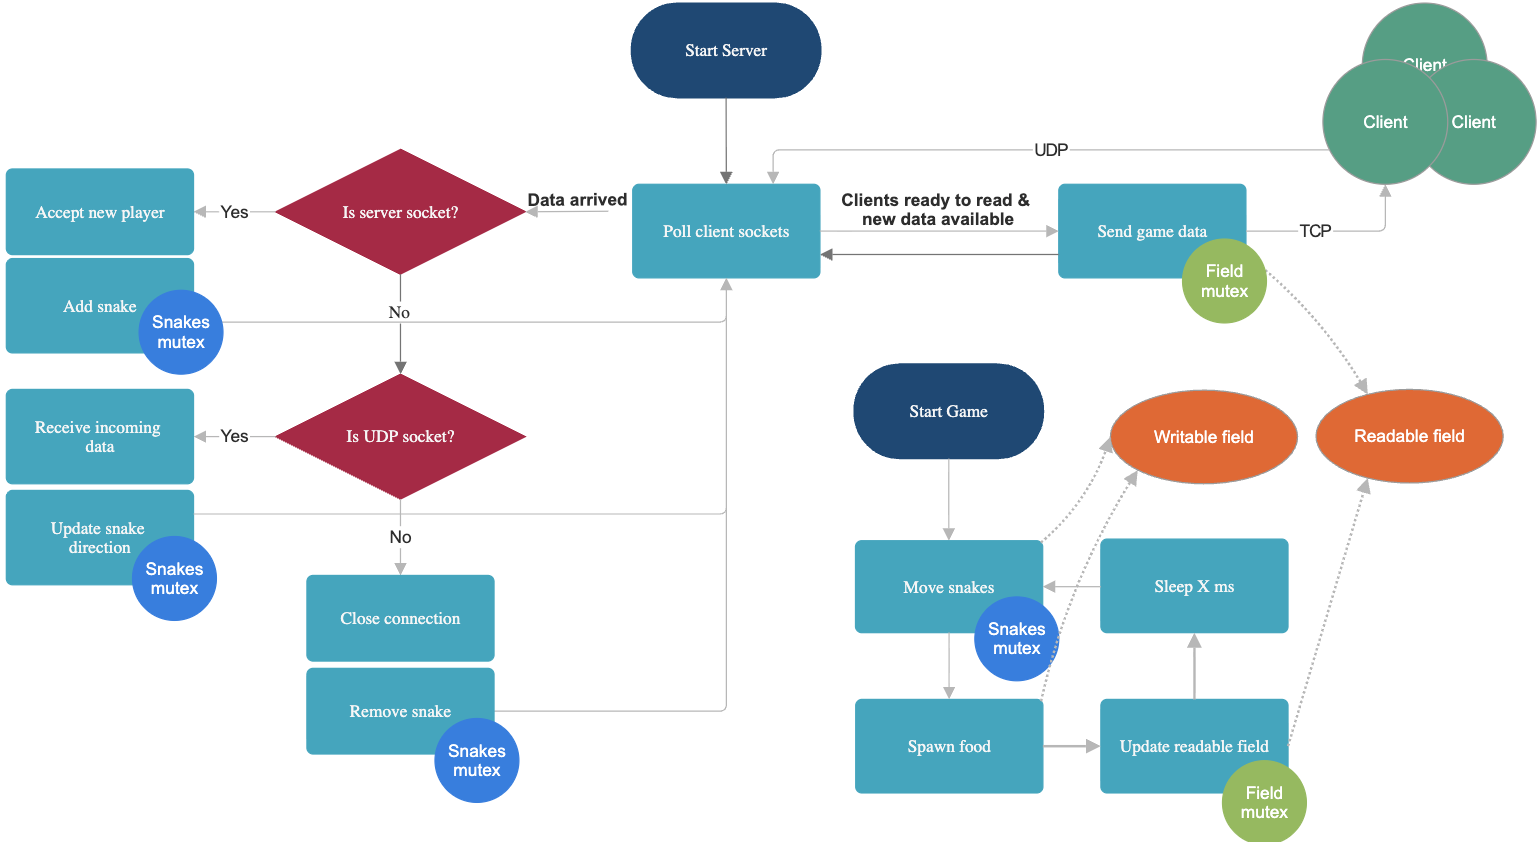 Start Server
Client
Client
Client
UDP
Data arrived
Clients ready to read &
new data available
Accept new player
Yes
Is server socket?
Poll client sockets
Send game data
TCP
Field
mutex
Add snake
Snakes
mutex
No
Receive incoming
data
Yes
Is UDP socket?
Start Game
Writable field
Readable field
Update snake
direction
Snakes
mutex
No
Close connection
Move snakes
Snakes
mutex
Sleep X ms
Remove snake
Snakes
mutex
Spawn food
Update readable field
Field
mutex